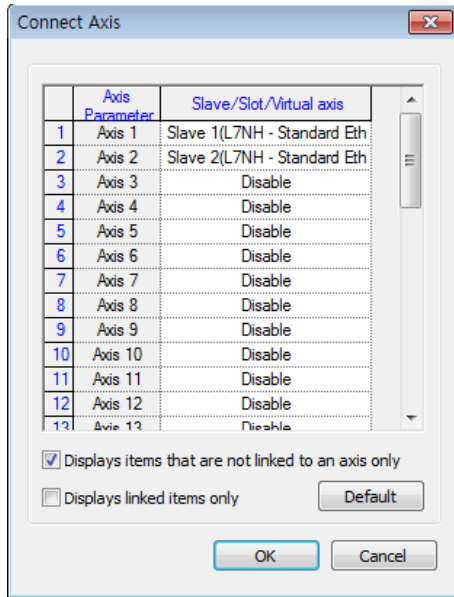 Connect Axis
Axis Parameter Slave/Slot/Virtual axis
1 Axis 1 Slave 1(L7NH - Standard Eth
2 Axis 2 Slave 2(L7NH - Standard Eth
3 Axis 3 Disable
4 Axis 4 Disable
5 Axis 5 Disable
6 Axis 6 Disable
7 Axis 7 Disable
8 Axis 8 Disable
9 Axis 9 Disable
10 Axis 10 Disable
11 Axis 11 Disable
12 Axis 12 Disable
13 Axis 13 Disable
Displays items that are not linked to an axis only
Displays linked items only Default
OK Cancel